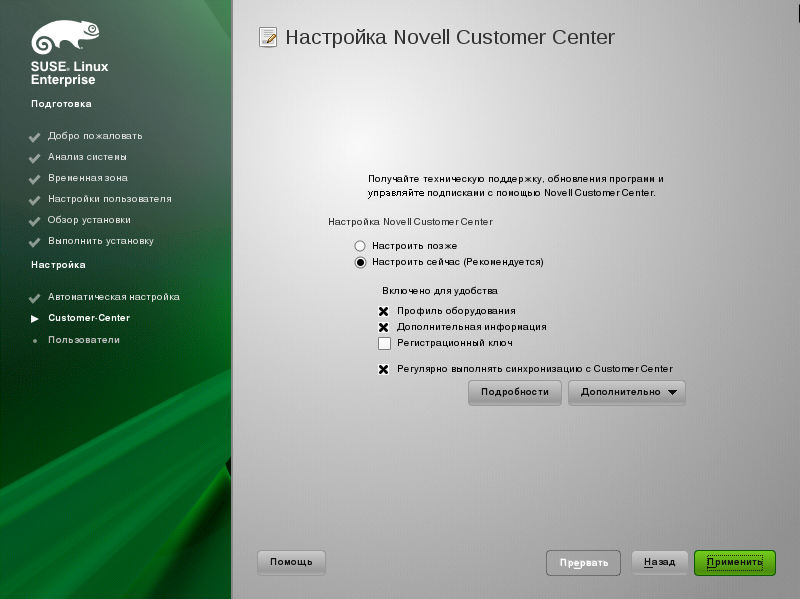 SUSE. Linux
Enterprise
Подготовка
Добро пожаловать
Анализ системы
Временная зона
Настройки пользователя
Обзор установки
Выполнить установку
Настройка
Автоматическая настройка
Customer-Center
Пользователи
Настройка Novell Customer Center
Получайте техническую поддержку, обновления программ и
управляйте подписками с помощью Novell Customer Center.
Настройка Novell Customer Center
Настроить позже
Настроить сейчас (Рекомендуется)
Включено для удобства
Профиль оборудования
Дополнительная информация
Регистрационный ключ
Регулярно выполнять синхронизацию с Customer Center
Подробности Дополнительно
Помощь Прервать Назад Применить